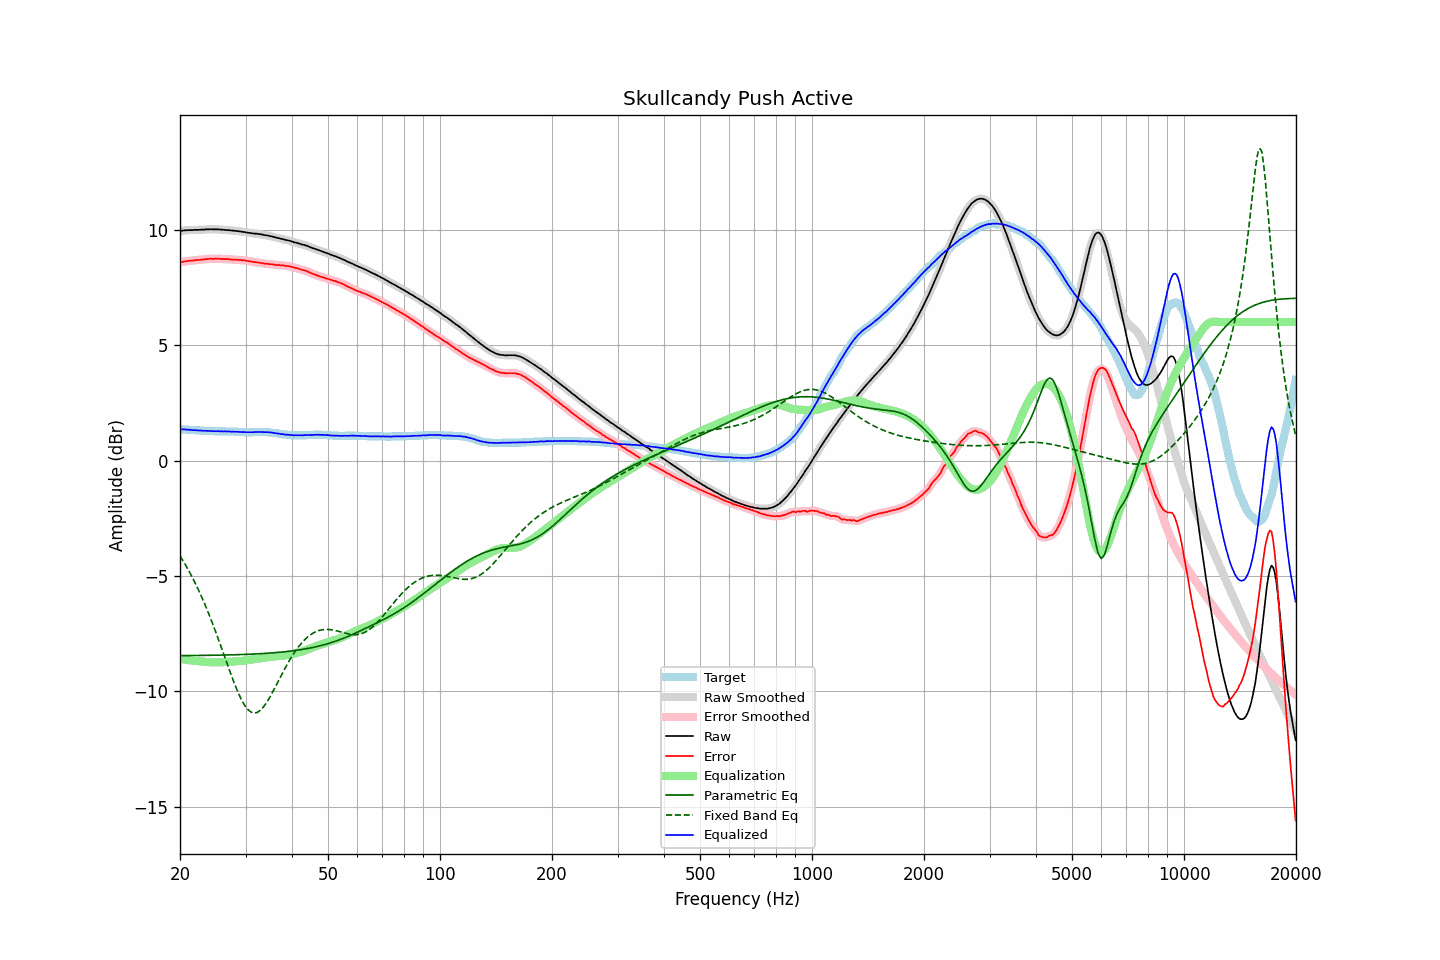 Skullcandy Push Active
Amplitude (dBr)
10
5
0
−5
−10
−15
Target
Raw Smoothed
Error Smoothed
Raw
Error
Equalization
Parametric Eq
Fixed Band Eq
Equalized
20 50 100 200 500 1000 2000 5000 10000 20000
Frequency (Hz)